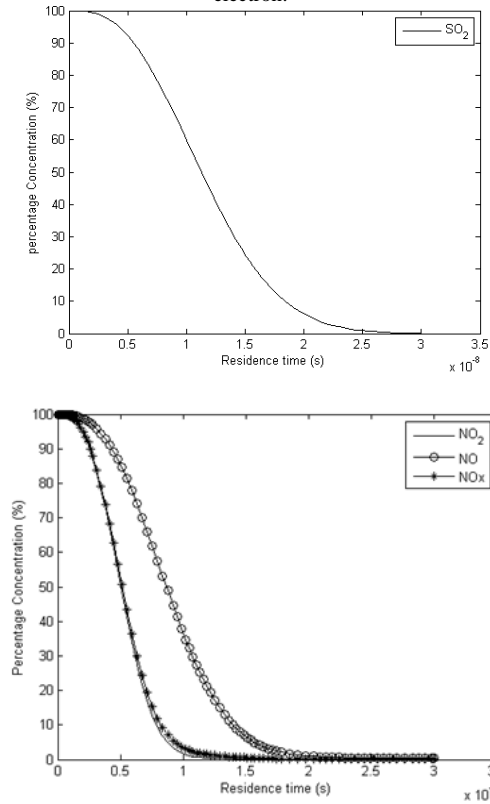 electron.
SO2
100
90
80
70
60
50
40
30
20
10
0
percentage Concentration (%)
0 0.5 1 1.5 2 2.5 3 3.5
Residence time (s)
x 10-8
NO2
NO
NOx
100
90
80
70
60
50
40
30
20
10
0
Percentage Concentration (%)
0 0.5 1 1.5 2 2.5 3
Residence time (s)
x 10